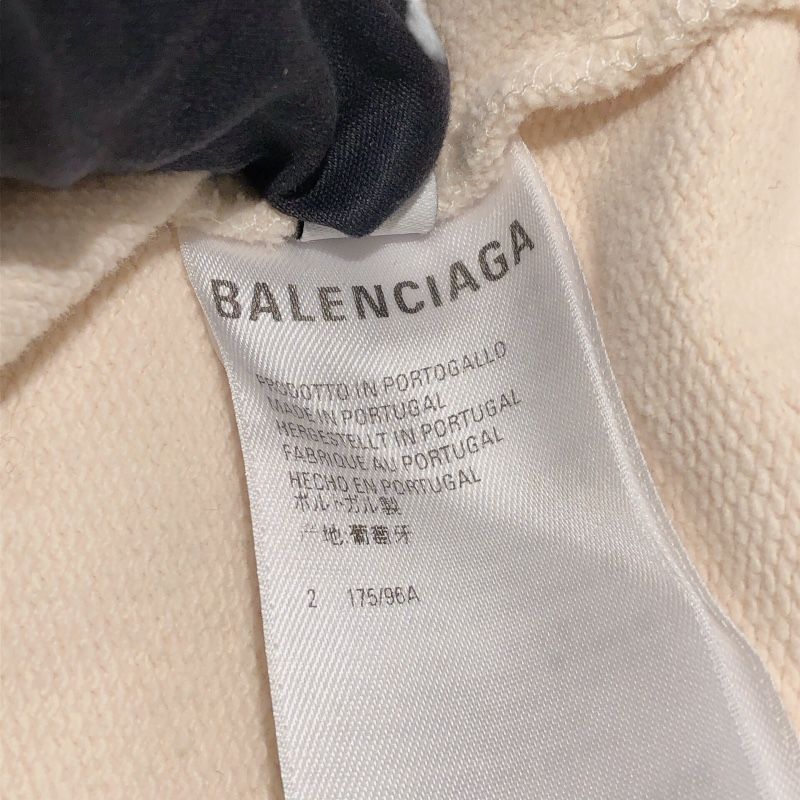 BALENCIAGA
PRODOTTO IN PORTOGALLO
MADE IN PORTUGAL
HERGESTELLT IN PORTUGAL
FABRIQUE AU PORTUGAL
HECHO EN PORTUGAL
ポルトガル製
产地:葡萄牙
2 175/96A